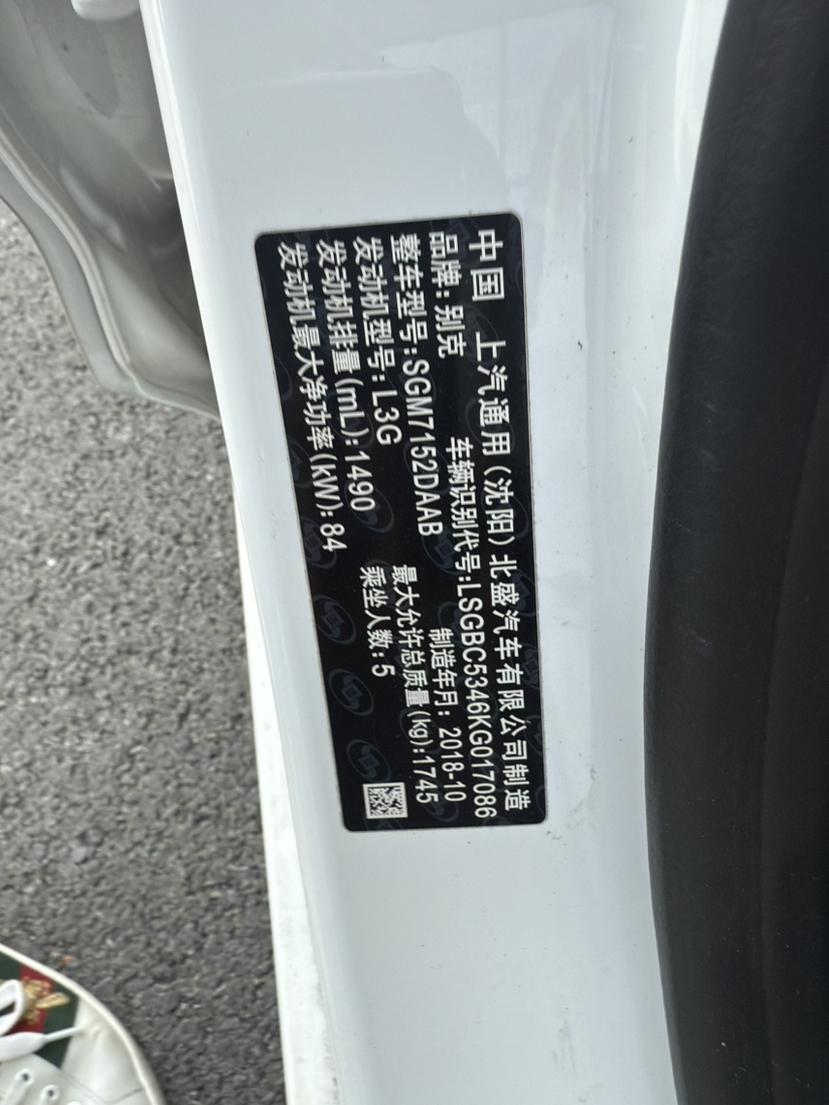 中国 上汽通用(沈阳)北盛汽车有限公司制造
品牌:别克 车辆识别代号:LSGBC5346KG017086
整车型号:SGM7152DAAB 制造年月:2018-10
发动机型号:L3G 最大允许总质量(kg):1745
发动机排量(mL):1490 乘坐人数:5
发动机最大净功率(kW):84